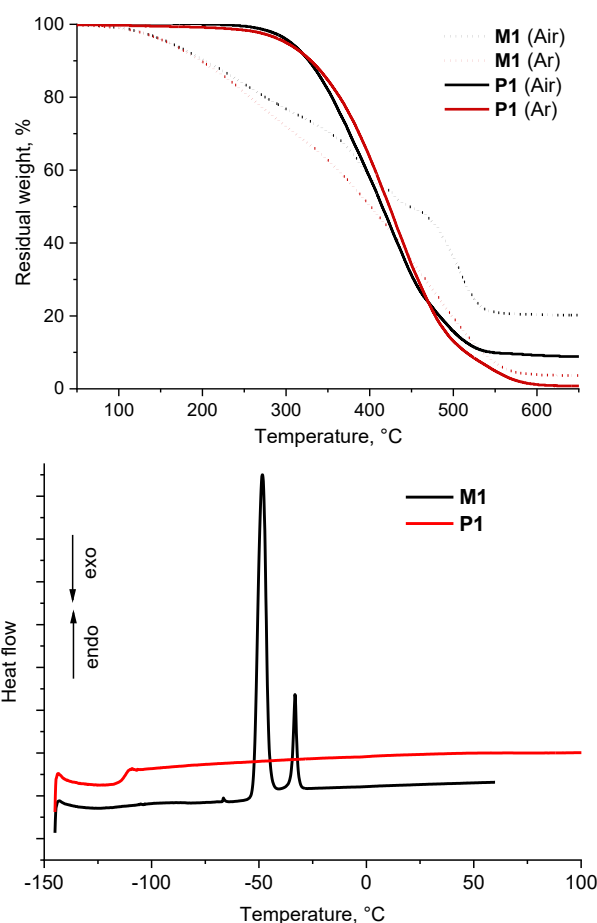 100
80
60
40
20
0
Residual weight, %
M1 (Air)
M1 (Ar)
P1 (Air)
P1 (Ar)
100 200 300 400 500 600
Temperature, °C
M1
P1
exo
endo
Heat flow
-150 -100 -50 0 50 100
Temperature, °C